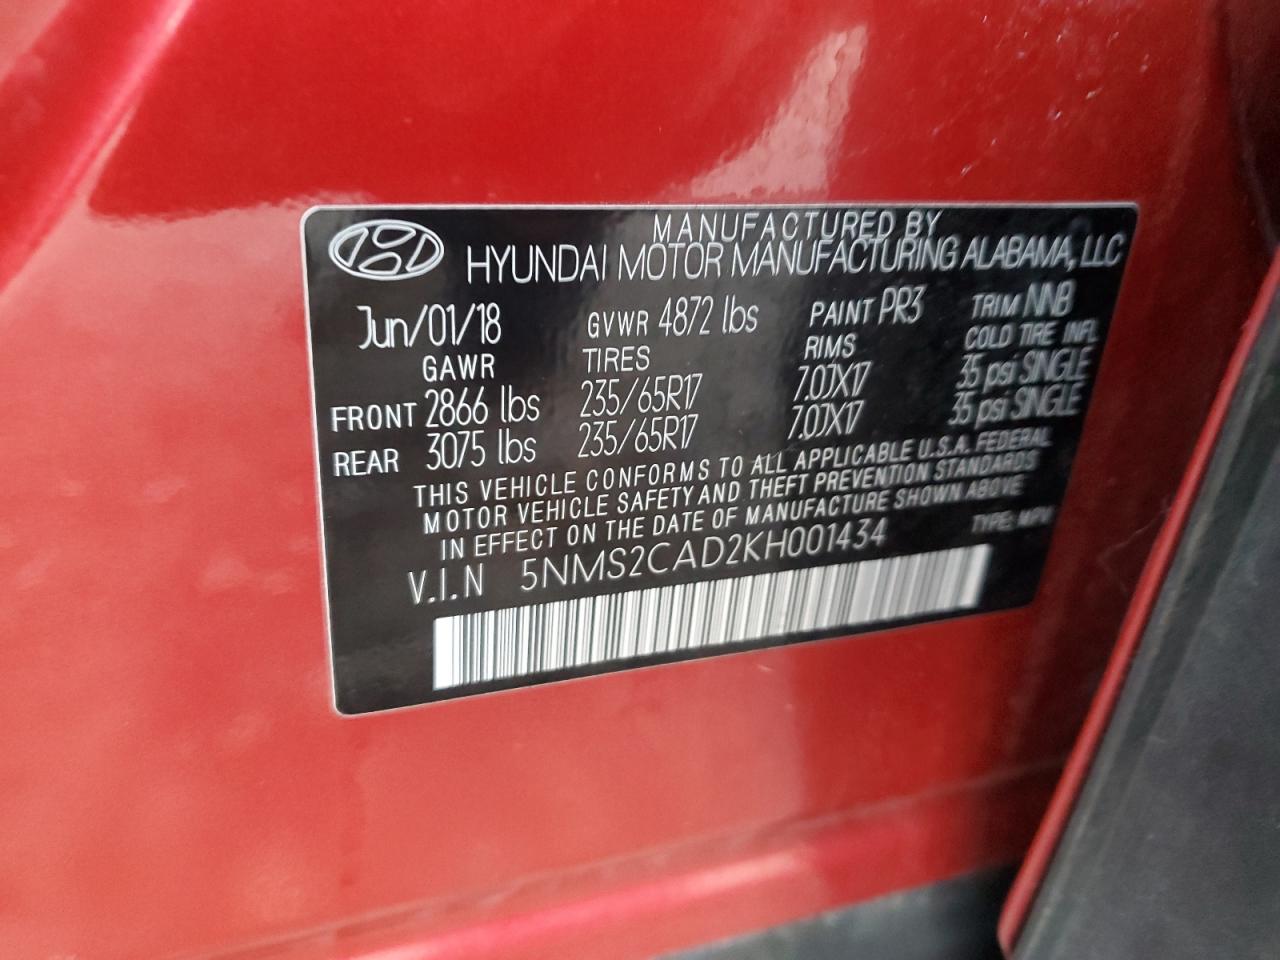 MANUFACTURED BY
HYUNDAI MOTOR MANUFACTURING ALABAMA, LLC
Jun/01/18 GVWR 4872 lbs PAINT PR3 TRIM NNB
GAWR TIRES RIMS COLD TIRE INFL
FRONT 2866 lbs 235/65R17 7.0JX17 35 psi SINGLE
REAR 3075 lbs 235/65R17 7.0JX17 35 psi SINGLE
THIS VEHICLE CONFORMS TO ALL APPLICABLE U.S.A. FEDERAL
MOTOR VEHICLE SAFETY AND THEFT PREVENTION STANDARDS
IN EFFECT ON THE DATE OF MANUFACTURE SHOWN ABOVE
V.I.N 5NMS2CAD2KH001434 TYPE: MPV